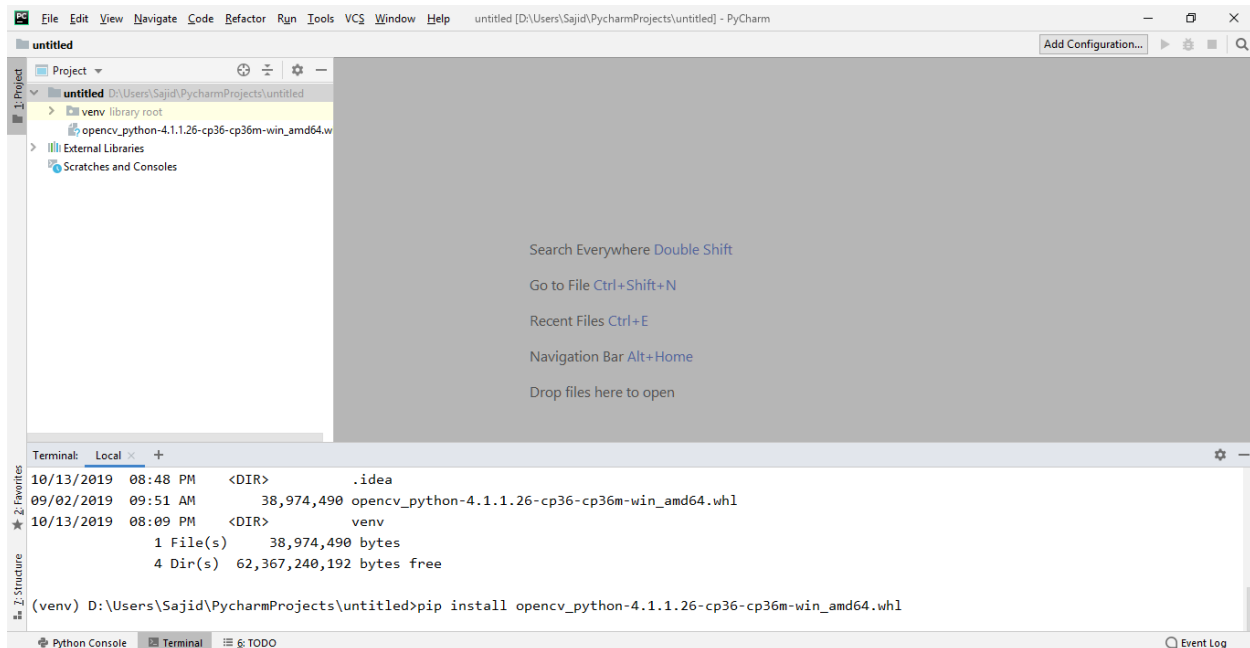 PC File Edit View Navigate Code Refactor Run Tools VCS Window Help untitled [D:\Users\Sajid\PycharmProjects\untitled] - PyCharm
untitled Add Configuration...
1: Project
Project
untitled D:\Users\Sajid\PycharmProjects\untitled
venv library root
opencv_python-4.1.1.26-cp36-cp36m-win_amd64.w
External Libraries
Scratches and Consoles
Search Everywhere Double Shift
Go to File Ctrl+Shift+N
Recent Files Ctrl+E
Navigation Bar Alt+Home
Drop files here to open
Terminal: Local × +
2: Favorites
7: Structure
10/13/2019 08:48 PM <DIR> .idea
09/02/2019 09:51 AM 38,974,490 opencv_python-4.1.1.26-cp36-cp36m-win_amd64.whl
10/13/2019 08:09 PM <DIR> venv
1 File(s) 38,974,490 bytes
4 Dir(s) 62,367,240,192 bytes free
(venv) D:\Users\Sajid\PycharmProjects\untitled>pip install opencv_python-4.1.1.26-cp36-cp36m-win_amd64.whl
Python Console Terminal 6: TODO Event Log